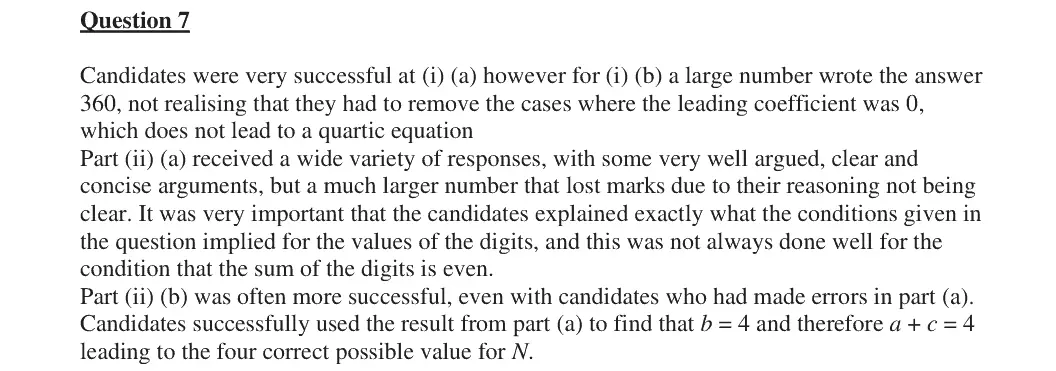 Question 7
Candidates were very successful at (i) (a) however for (i) (b) a large number wrote the answer
360, not realising that they had to remove the cases where the leading coefficient was 0,
which does not lead to a quartic equation
Part (ii) (a) received a wide variety of responses, with some very well argued, clear and
concise arguments, but a much larger number that lost marks due to their reasoning not being
clear. It was very important that the candidates explained exactly what the conditions given in
the question implied for the values of the digits, and this was not always done well for the
condition that the sum of the digits is even.
Part (ii) (b) was often more successful, even with candidates who had made errors in part (a).
Candidates successfully used the result from part (a) to find that b = 4 and therefore a + c = 4
leading to the four correct possible value for N.